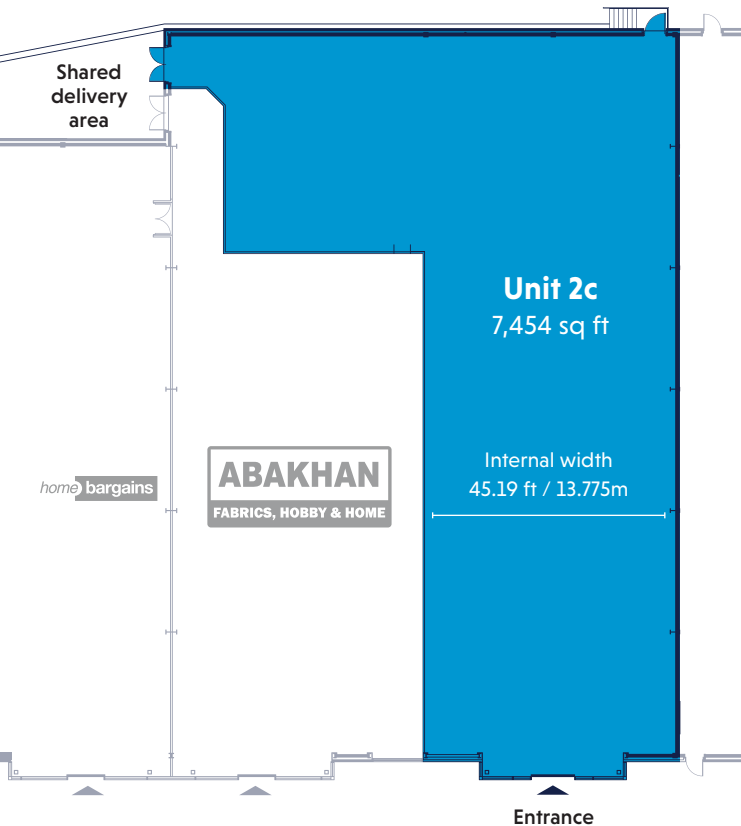 Shared
delivery
area
Unit 2c
7,454 sq ft
home bargains
ABAKHAN
FABRICS, HOBBY & HOME
Internal width
45.19 ft / 13.775m
Entrance